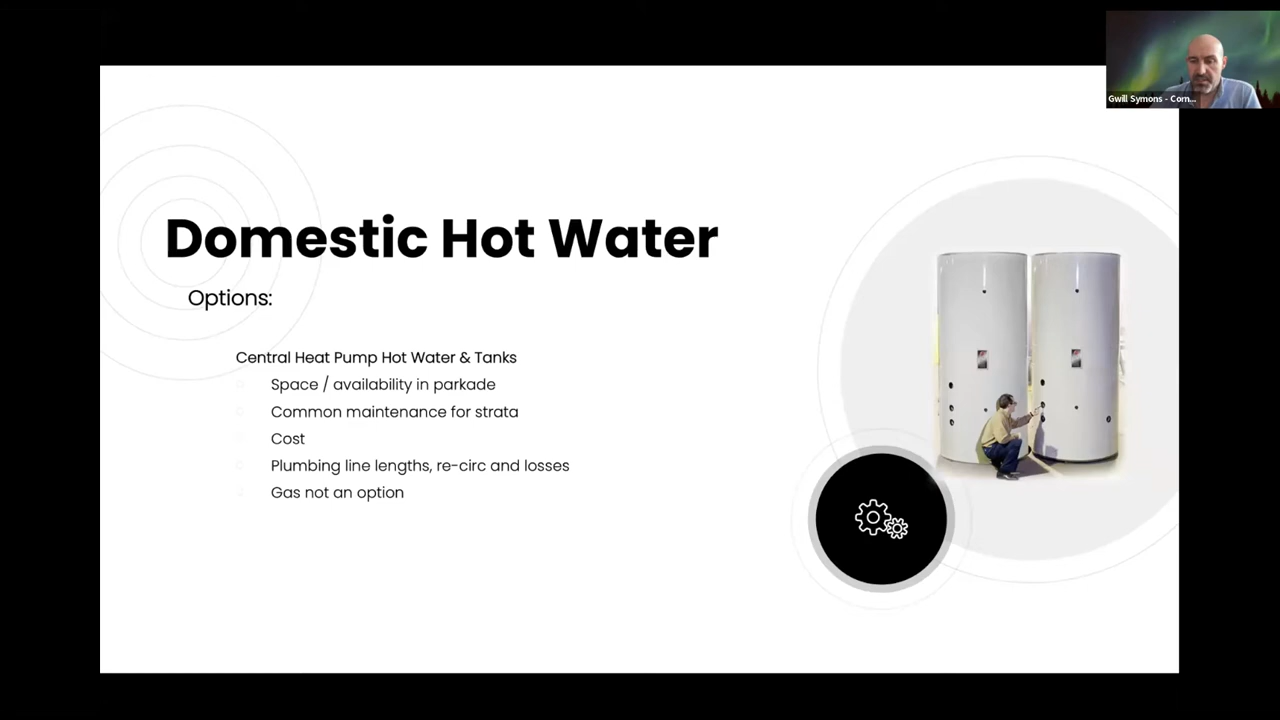 Gwill Symons - Corn...
Domestic Hot Water
Options:
Central Heat Pump Hot Water & Tanks
Space / availability in parkade
Common maintenance for strata
Cost
Plumbing line lengths, re-circ and losses
Gas not an option